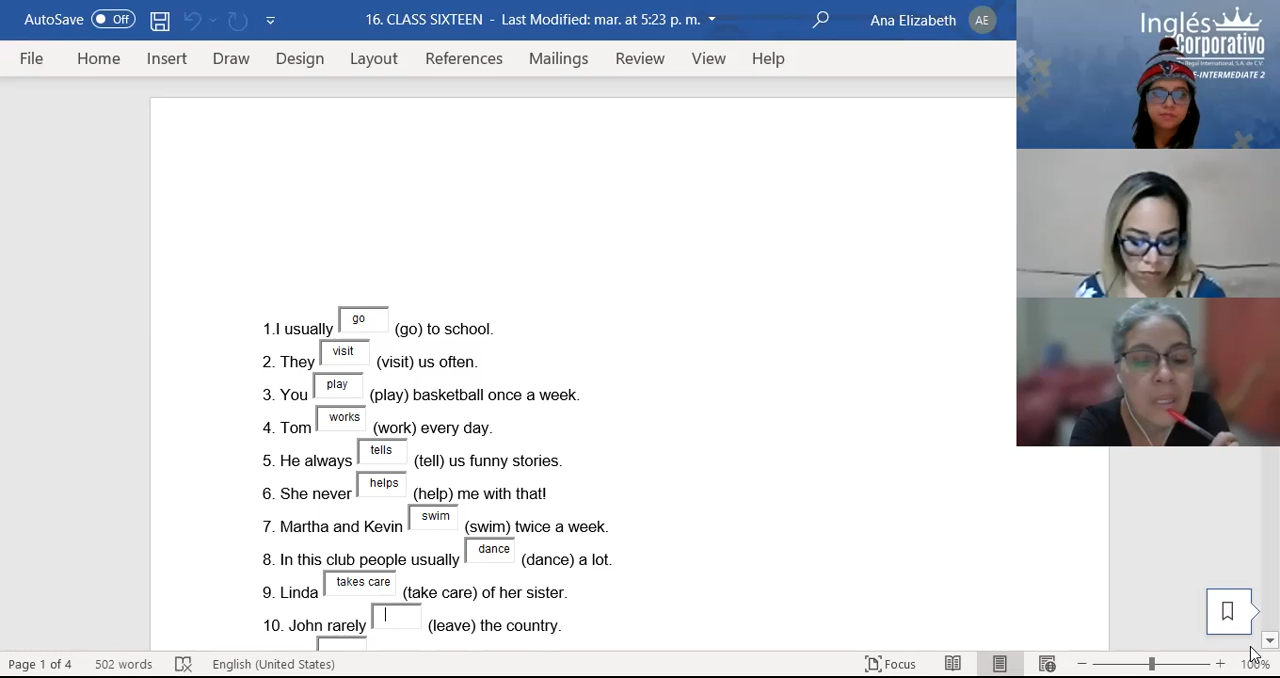 AutoSave Off 16. CLASS SIXTEEN - Last Modified: mar. at 5:23 p. m. Ana Elizabeth AE
File Home Insert Draw Design Layout References Mailings Review View Help
Inglés
Corporativo
Regal International, S.A. de C.V.
E-INTERMEDIATE 2
1.I usually go (go) to school.
2. They visit (visit) us often.
3. You play (play) basketball once a week.
4. Tom works (work) every day.
5. He always tells (tell) us funny stories.
6. She never helps (help) me with that!
7. Martha and Kevin swim (swim) twice a week.
8. In this club people usually dance (dance) a lot.
9. Linda takes care (take care) of her sister.
10. John rarely (leave) the country.
Page 1 of 4 502 words English (United States) Focus 100%